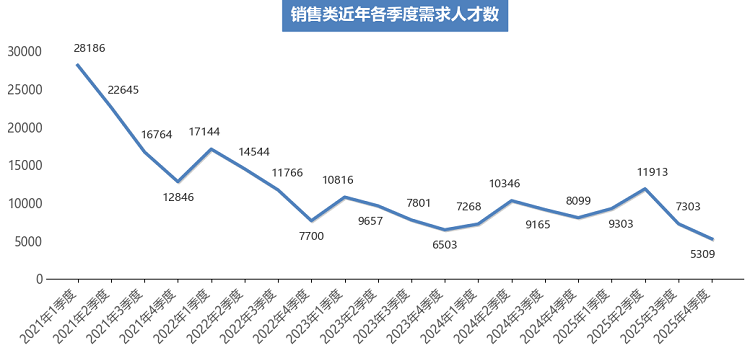 销售类近年各季度需求人才数
30000
25000
20000
15000
10000
5000
0
28186
22645
16764
12846
17144
14544
11766
7700
10816
9657
7801
6503
7268
10346
9165
8099
9303
11913
7303
5309
2021年1季度
2021年2季度
2021年3季度
2021年4季度
2022年1季度
2022年2季度
2022年3季度
2022年4季度
2023年1季度
2023年2季度
2023年3季度
2023年4季度
2024年1季度
2024年2季度
2024年3季度
2024年4季度
2025年1季度
2025年2季度
2025年3季度
2025年4季度